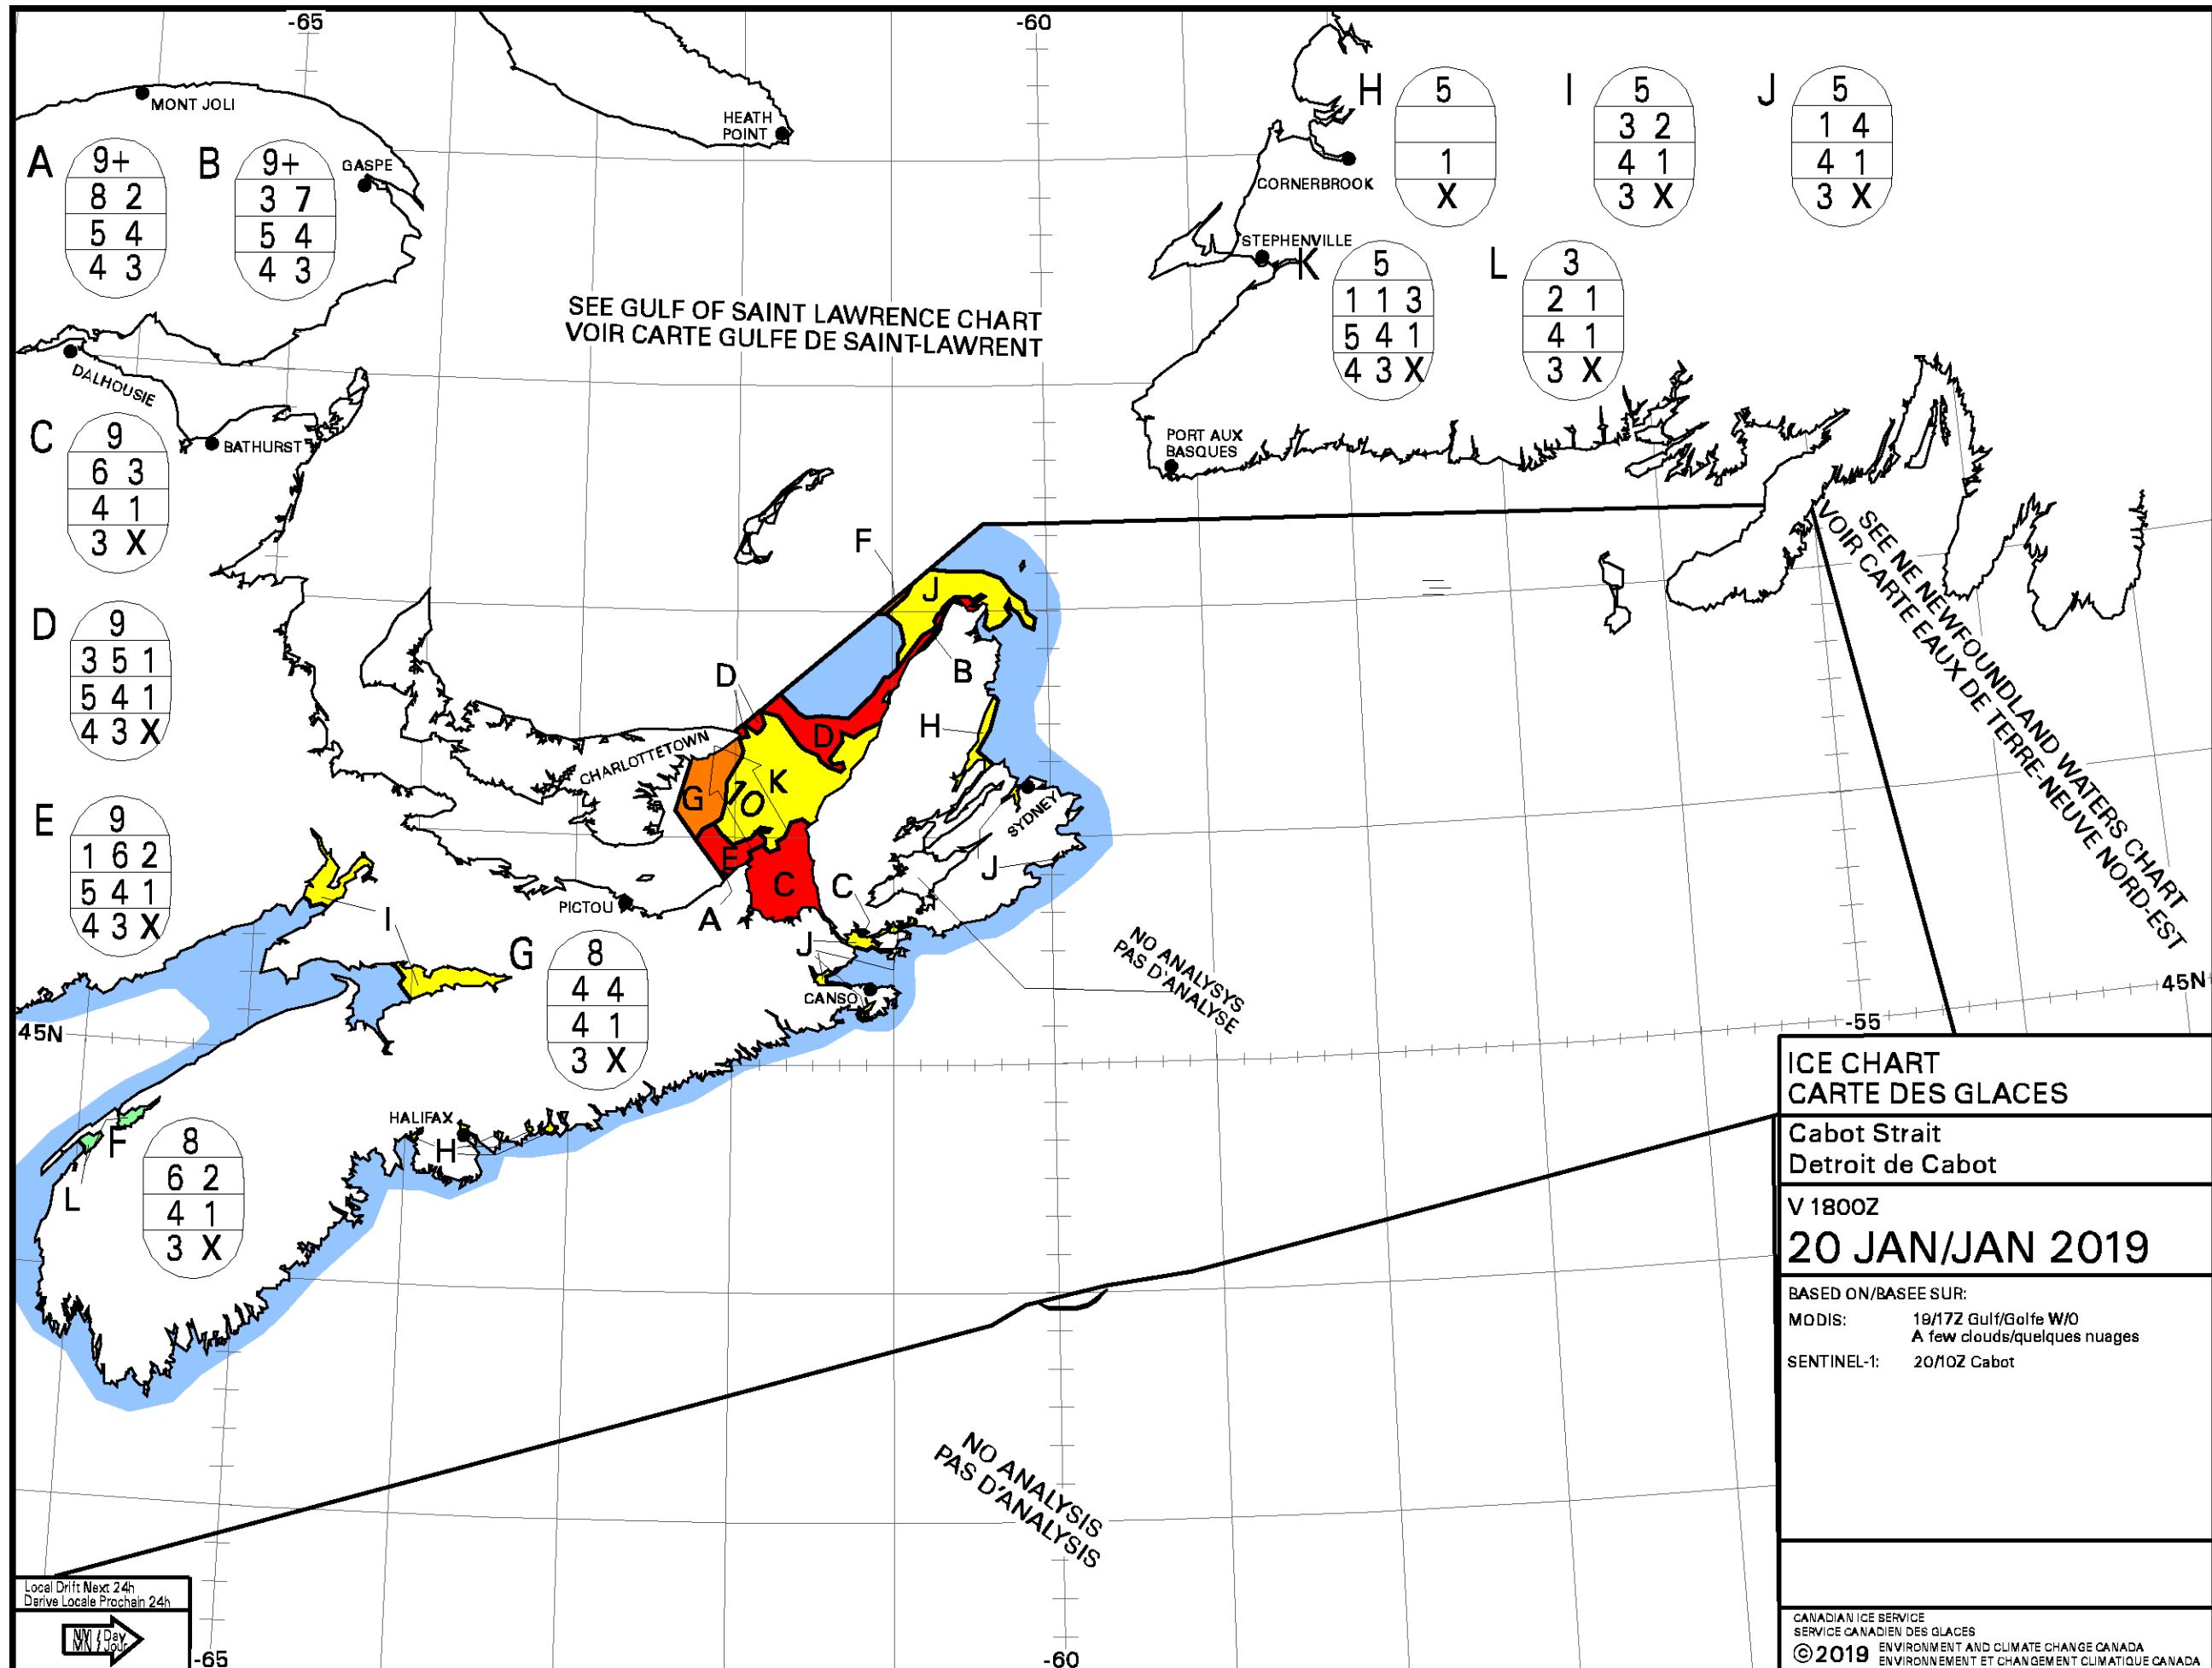 -65
-60
MONT JOLI
HEATH
POINT
GASPE
CORNERBROOK
STEPHENVILLE
A
9+
8 2
5 4
4 3
B
9+
3 7
5 4
4 3
H
5
1
X
I
5
3 2
4 1
3 X
J
5
1 4
4 1
3 X
K
5
1 1 3
5 4 1
4 3 X
L
3
2 1
4 1
3 X
SEE GULF OF SAINT LAWRENCE CHART
VOIR CARTE GULFE DE SAINT-LAWRENT
DALHOUSIE
BATHURST
PORT AUX
BASQUES
C
9
6 3
4 1
3 X
D
9
3 5 1
5 4 1
4 3 X
E
9
1 6 2
5 4 1
4 3 X
F
J
B
D
D
H
CHARLOTTETOWN
G
10
K
E
C
C
A
J
J
SYDNEY
PICTOU
CANSO
I
SEE NE NEWFOUNDLAND WATERS CHART
VOIR CARTE EAUX DE TERRE-NEUVE NORD-EST
NO ANALYSYS
PAS D'ANALYSE
45N
-55
45N
G
8
4 4
4 1
3 X
HALIFAX
H
F
8
6 2
4 1
3 X
L
NO ANALYSIS
PAS D'ANALYSIS
ICE CHART
CARTE DES GLACES
Cabot Strait
Detroit de Cabot
V 1800Z
20 JAN/JAN 2019
BASED ON/BASEE SUR:
MODIS: 19/17Z Gulf/Golfe W/O
A few clouds/quelques nuages
SENTINEL-1: 20/10Z Cabot
Local Drift Next 24h
Derive Locale Prochain 24h
NM / Day
MN / Jour
-65
-60
CANADIAN ICE SERVICE
SERVICE CANADIEN DES GLACES
©2019 ENVIRONMENT AND CLIMATE CHANGE CANADA
ENVIRONNEMENT ET CHANGEMENT CLIMATIQUE CANADA